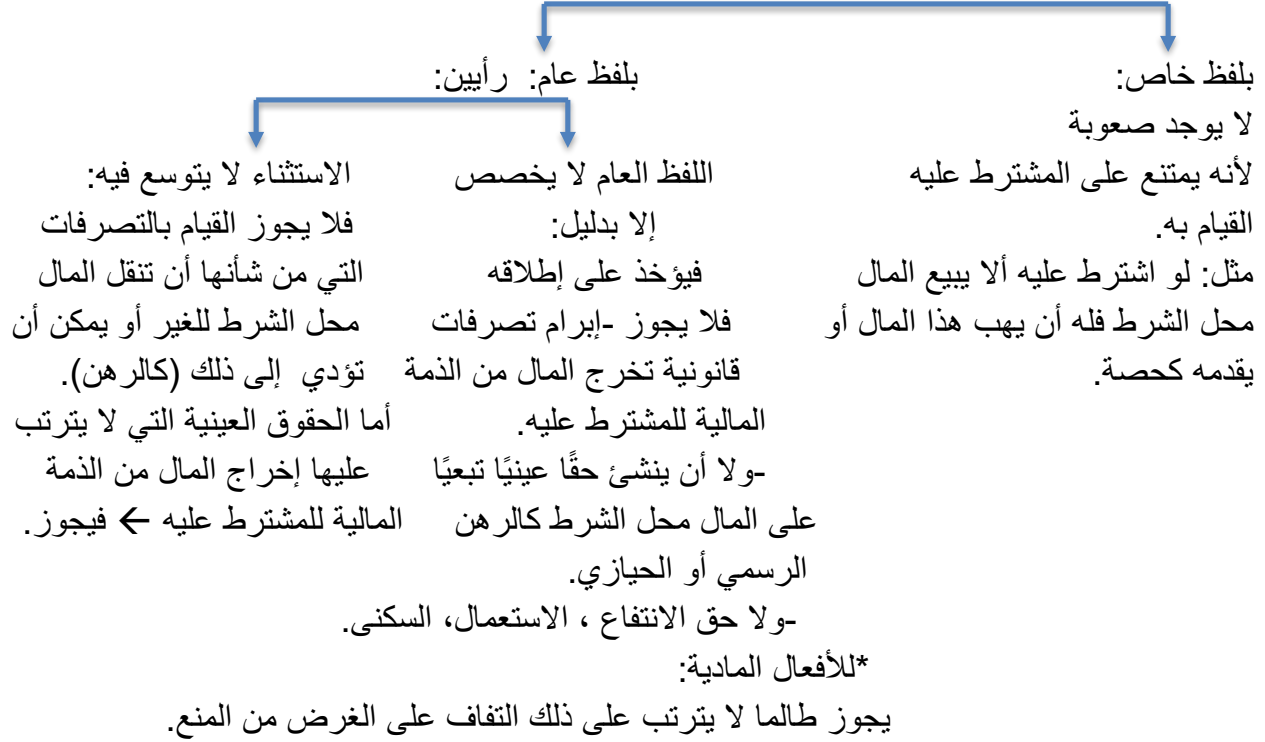 بلفظ خاص:
لا يوجد صعوبة
لأنه يمتنع على المشترط عليه
القيام به.
مثل: لو اشترط عليه ألا يبيع المال
محل الشرط فله أن يهب هذا المال أو
يقدمه كحصة.
بلفظ عام: رأيين:
اللفظ العام لا يخصص
إلا بدليل:
فيؤخذ على إطلاقه
فلا يجوز -إبرام تصرفات
قانونية تخرج المال من الذمة
المالية للمشترط عليه.
-ولا أن ينشئ حقًا عينيًا تبعيًا
على المال محل الشرط كالرهن
الرسمي أو الحيازي.
-ولا حق الانتفاع ، الاستعمال، السكنى.
الاستثناء لا يتوسع فيه:
فلا يجوز القيام بالتصرفات
التي من شأنها أن تنقل المال
محل الشرط للغير أو يمكن أن
تؤدي إلى ذلك (كالرهن).
أما الحقوق العينية التي لا يترتب
عليها إخراج المال من الذمة
المالية للمشترط عليه ← فيجوز.
*للأفعال المادية:
يجوز طالما لا يترتب على ذلك التفاف على الغرض من المنع.